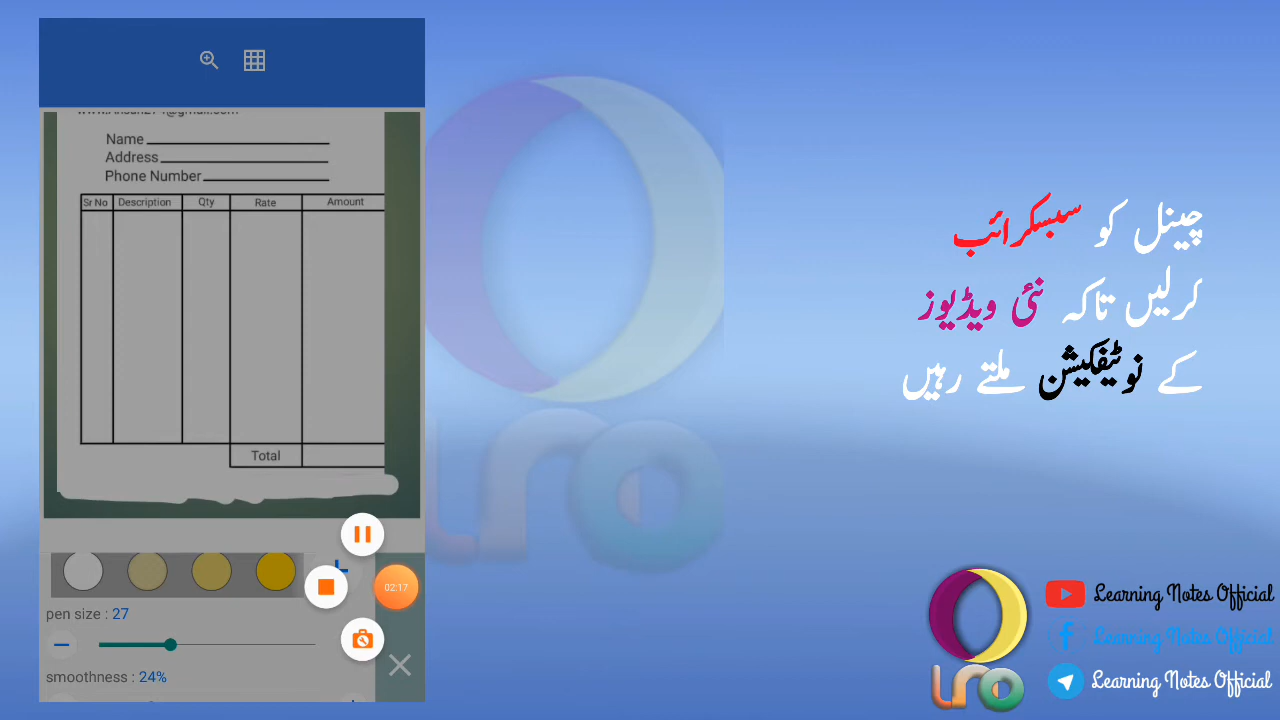 Name
Address
Phone Number
Sr No Description Qty Rate Amount
Total
02:17
pen size : 27
smoothness : 24%
چینل کو سبسکرائب
کرلیں تاکہ نئی ویڈیوز
کے نوٹیفکیشن ملتے رہیں
Learning Notes Official
Learning Notes Official
Learning Notes Official